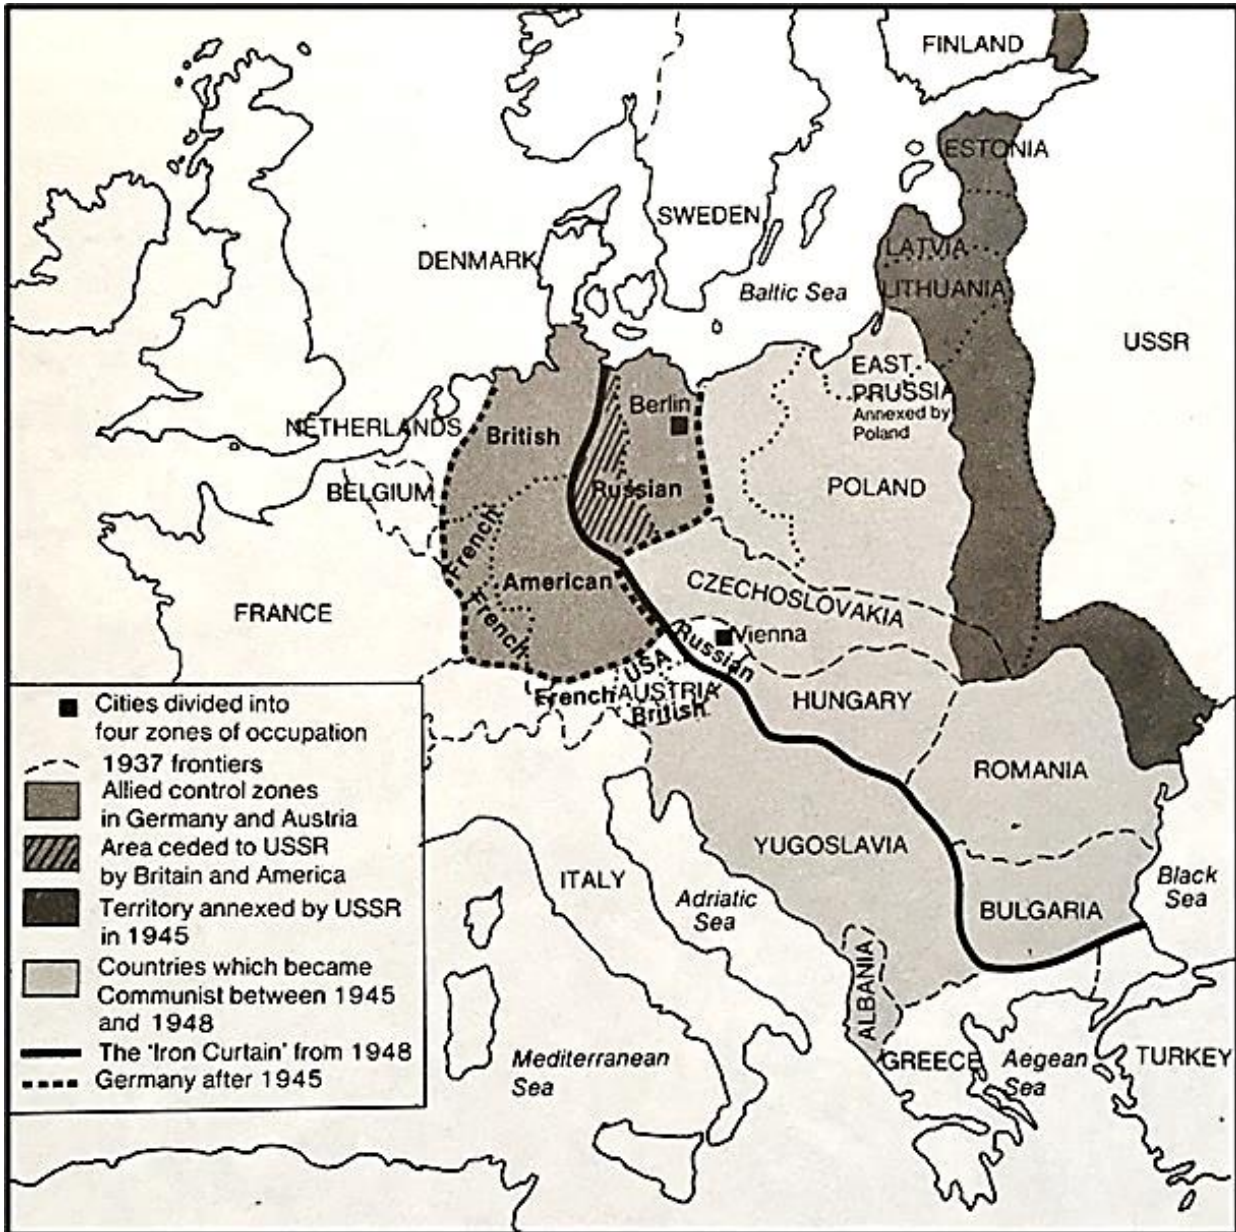 FINLAND
ESTONIA
SWEDEN
LATVIA
DENMARK
LITHUANIA
Baltic Sea
USSR
EAST
PRUSSIA
Annexed by
Poland
Berlin
NETHERLANDS
British
BELGIUM
Russian
POLAND
French
American
CZECHOSLOVAKIA
FRANCE
French
Vienna
Russian
USA
French
AUSTRIA
British
HUNGARY
ROMANIA
YUGOSLAVIA
ITALY
Adriatic
Sea
BULGARIA
Black
Sea
ALBANIA
GREECE
Aegean
Sea
TURKEY
Mediterranean
Sea
Cities divided into
four zones of occupation
1937 frontiers
Allied control zones
in Germany and Austria
Area ceded to USSR
by Britain and America
Territory annexed by USSR
in 1945
Countries which became
Communist between 1945
and 1948
The 'Iron Curtain' from 1948
Germany after 1945